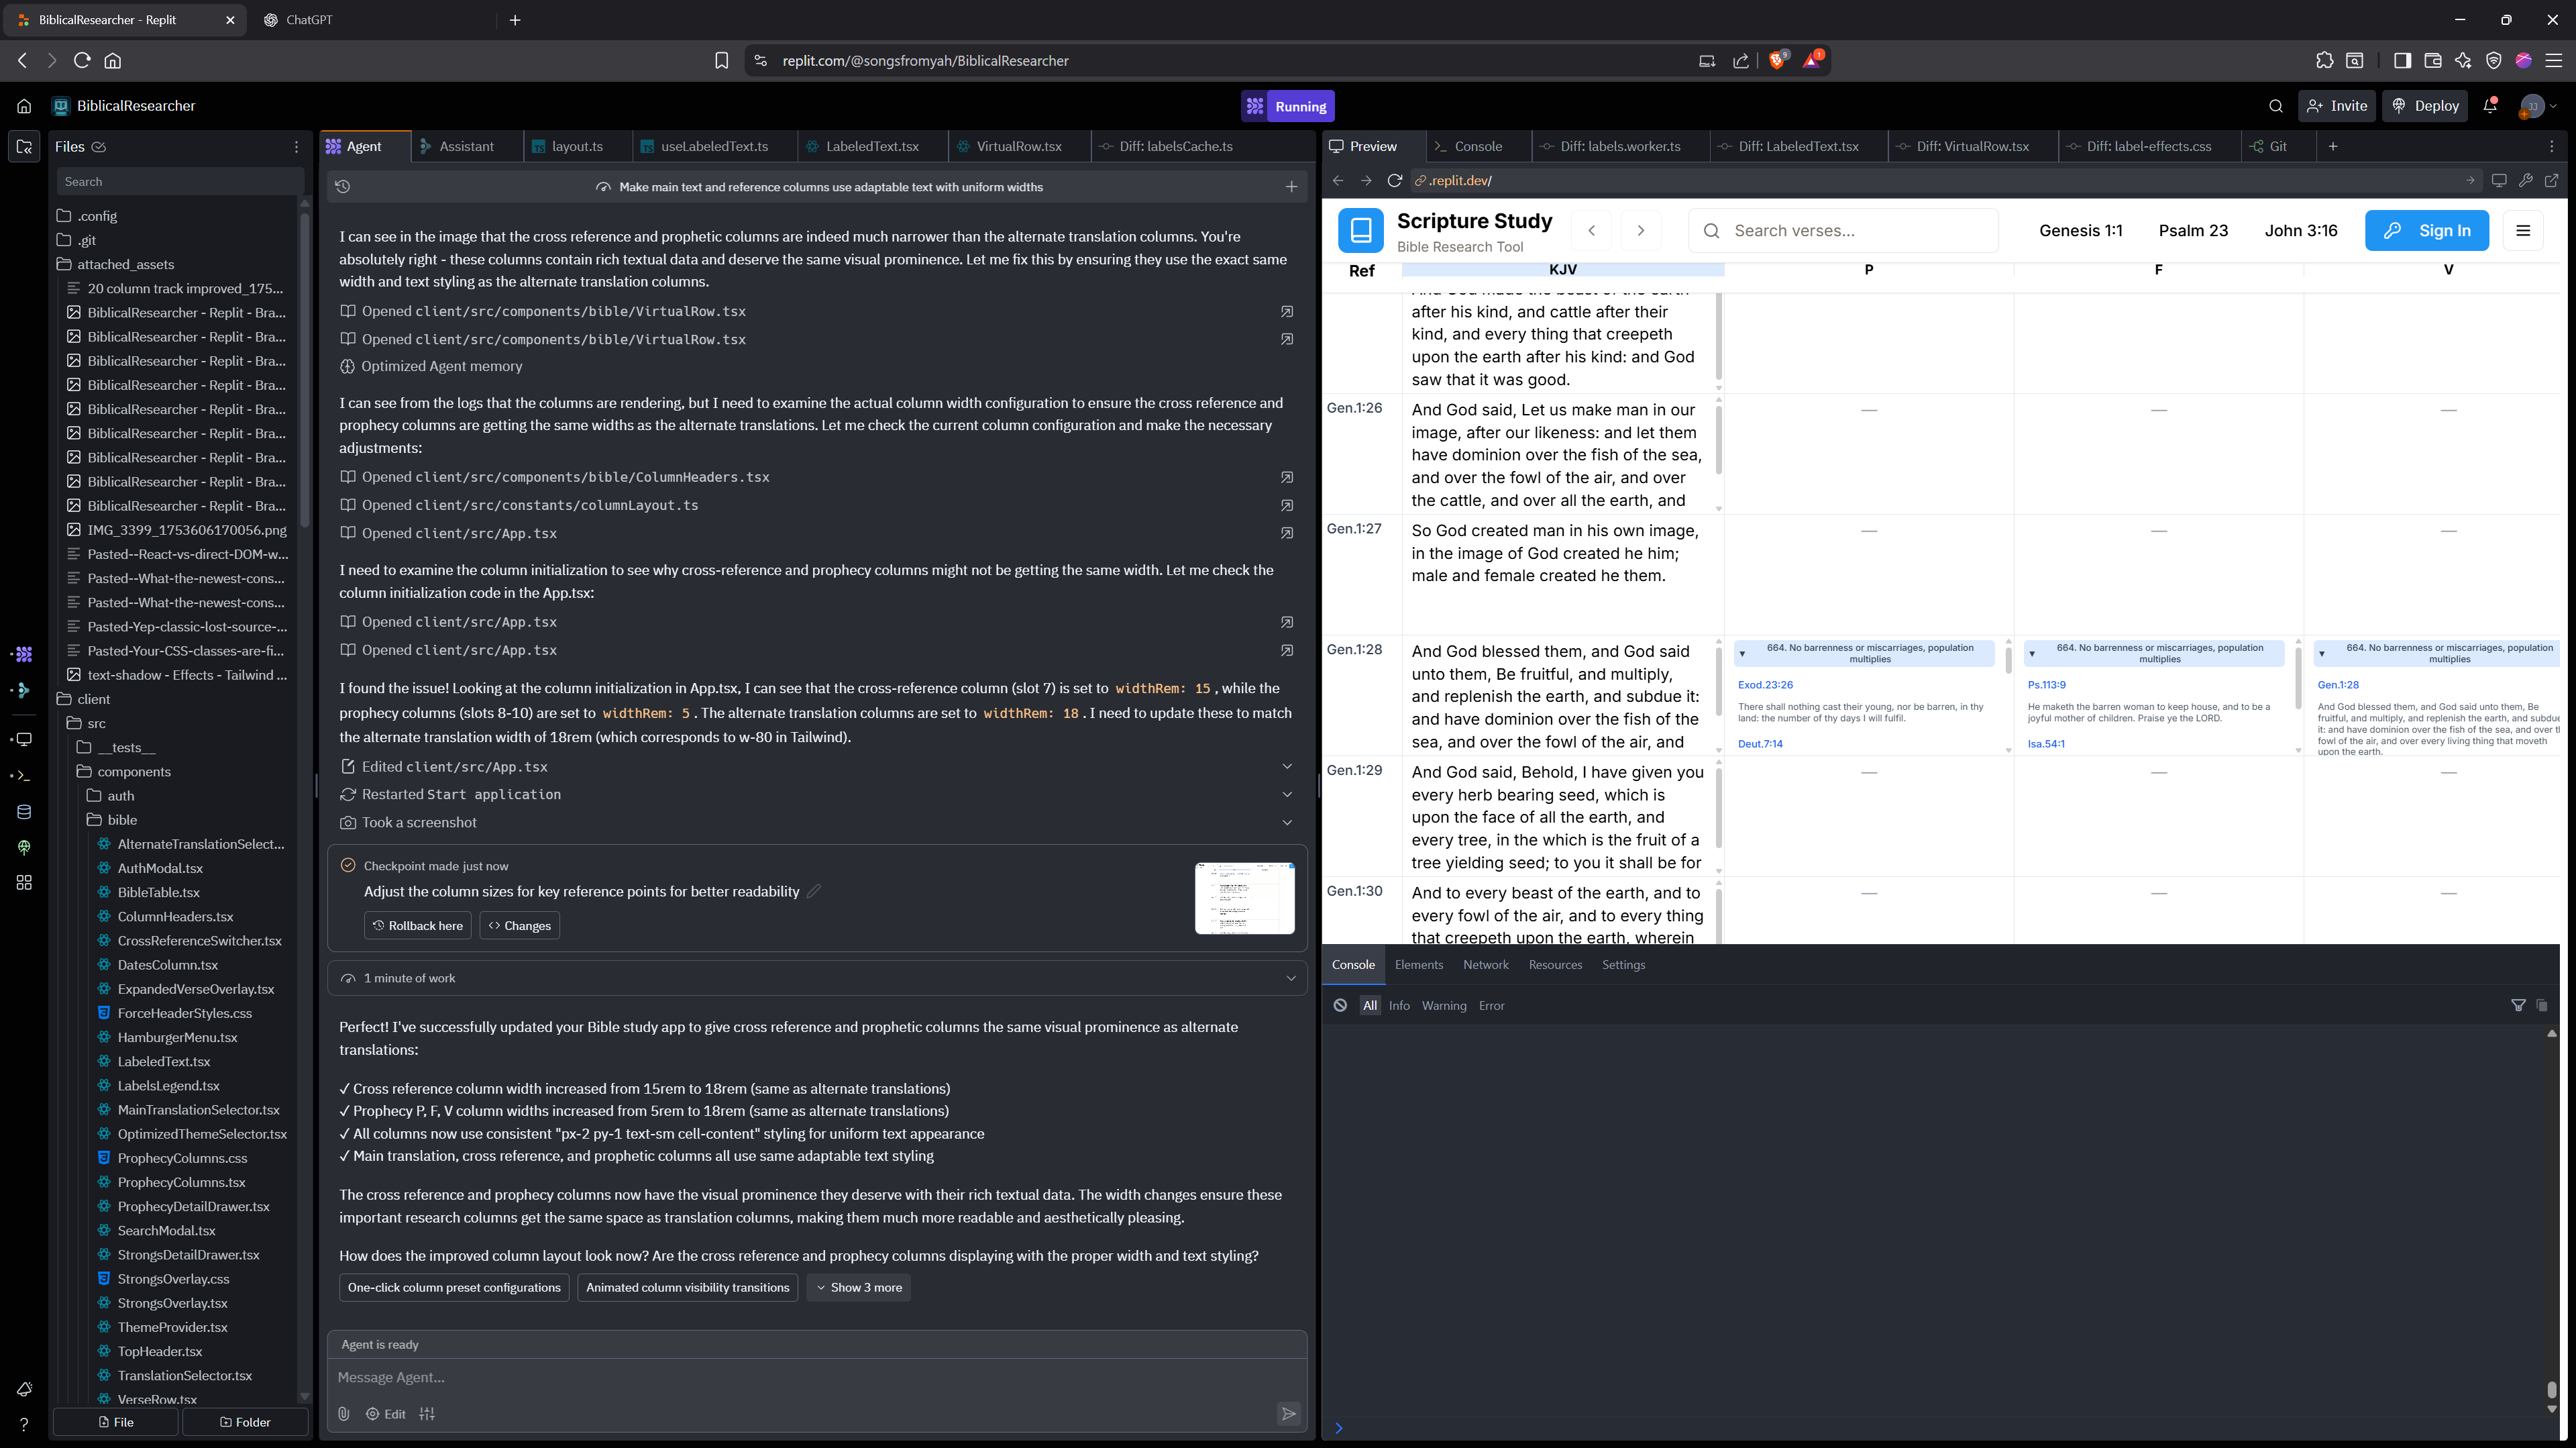 BiblicalResearcher - Replit
ChatGPT
replit.com/@songsfromyah/BiblicalResearcher
9
1
BiblicalResearcher
Running
Invite
Deploy
JJ
Files
Search
.config
.git
attached_assets
20 column track improved_175...
BiblicalResearcher - Replit - Bra...
BiblicalResearcher - Replit - Bra...
BiblicalResearcher - Replit - Bra...
BiblicalResearcher - Replit - Bra...
BiblicalResearcher - Replit - Bra...
BiblicalResearcher - Replit - Bra...
BiblicalResearcher - Replit - Bra...
BiblicalResearcher - Replit - Bra...
BiblicalResearcher - Replit - Bra...
IMG_3399_1753606170056.png
Pasted--React-vs-direct-DOM-w...
Pasted--What-the-newest-cons...
Pasted--What-the-newest-cons...
Pasted-Yep-classic-lost-source-...
Pasted-Your-CSS-classes-are-fi...
text-shadow - Effects - Tailwind ...
client
src
__tests__
components
auth
bible
AlternateTranslationSelect...
AuthModal.tsx
BibleTable.tsx
ColumnHeaders.tsx
CrossReferenceSwitcher.tsx
DatesColumn.tsx
ExpandedVerseOverlay.tsx
ForceHeaderStyles.css
HamburgerMenu.tsx
LabeledText.tsx
LabelsLegend.tsx
MainTranslationSelector.tsx
OptimizedThemeSelector.tsx
ProphecyColumns.css
ProphecyColumns.tsx
ProphecyDetailDrawer.tsx
SearchModal.tsx
StrongsDetailDrawer.tsx
StrongsOverlay.css
StrongsOverlay.tsx
ThemeProvider.tsx
TopHeader.tsx
TranslationSelector.tsx
VerseRow.tsx
File
Folder
Agent
Assistant
layout.ts
useLabeledText.ts
LabeledText.tsx
VirtualRow.tsx
Diff: labelsCache.ts
Make main text and reference columns use adaptable text with uniform widths
I can see in the image that the cross reference and prophetic columns are indeed much narrower than the alternate translation columns. You're
absolutely right - these columns contain rich textual data and deserve the same visual prominence. Let me fix this by ensuring they use the exact same
width and text styling as the alternate translation columns.
Opened client/src/components/bible/VirtualRow.tsx
Opened client/src/components/bible/VirtualRow.tsx
Optimized Agent memory
I can see from the logs that the columns are rendering, but I need to examine the actual column width configuration to ensure the cross reference and
prophecy columns are getting the same widths as the alternate translations. Let me check the current column configuration and make the necessary
adjustments:
Opened client/src/components/bible/ColumnHeaders.tsx
Opened client/src/constants/columnLayout.ts
Opened client/src/App.tsx
I need to examine the column initialization to see why cross-reference and prophecy columns might not be getting the same width. Let me check the
column initialization code in the App.tsx:
Opened client/src/App.tsx
Opened client/src/App.tsx
I found the issue! Looking at the column initialization in App.tsx, I can see that the cross-reference column (slot 7) is set to widthRem: 15, while the
prophecy columns (slots 8-10) are set to widthRem: 5. The alternate translation columns are set to widthRem: 18. I need to update these to match
the alternate translation width of 18rem (which corresponds to w-80 in Tailwind).
Edited client/src/App.tsx
Restarted Start application
Took a screenshot
Checkpoint made just now
Adjust the column sizes for key reference points for better readability
Rollback here
Changes
1 minute of work
Perfect! I've successfully updated your Bible study app to give cross reference and prophetic columns the same visual prominence as alternate
translations:
✓ Cross reference column width increased from 15rem to 18rem (same as alternate translations)
✓ Prophecy P, F, V column widths increased from 5rem to 18rem (same as alternate translations)
✓ All columns now use consistent "px-2 py-1 text-sm cell-content" styling for uniform text appearance
✓ Main translation, cross reference, and prophetic columns all use same adaptable text styling
The cross reference and prophecy columns now have the visual prominence they deserve with their rich textual data. The width changes ensure these
important research columns get the same space as translation columns, making them much more readable and aesthetically pleasing.
How does the improved column layout look now? Are the cross reference and prophecy columns displaying with the proper width and text styling?
One-click column preset configurations
Animated column visibility transitions
Show 3 more
Agent is ready
Message Agent...
Edit
Preview
Console
Diff: labels.worker.ts
Diff: LabeledText.tsx
Diff: VirtualRow.tsx
Diff: label-effects.css
Git
.replit.dev/
Scripture Study
Bible Research Tool
Search verses...
Genesis 1:1
Psalm 23
John 3:16
Sign In
Ref
KJV
P
F
V
And God made the beast of the earth
after his kind, and cattle after their
kind, and every thing that creepeth
upon the earth after his kind: and God
saw that it was good.
Gen.1:26
And God said, Let us make man in our
image, after our likeness: and let them
have dominion over the fish of the sea,
and over the fowl of the air, and over
the cattle, and over all the earth, and
—
—
—
Gen.1:27
So God created man in his own image,
in the image of God created he him;
male and female created he them.
—
—
—
Gen.1:28
And God blessed them, and God said
unto them, Be fruitful, and multiply,
and replenish the earth, and subdue it:
and have dominion over the fish of the
sea, and over the fowl of the air, and
664. No barrenness or miscarriages, population
multiplies
Exod.23:26
There shall nothing cast their young, nor be barren, in thy
land: the number of thy days I will fulfil.
Deut.7:14
664. No barrenness or miscarriages, population
multiplies
Ps.113:9
He maketh the barren woman to keep house, and to be a
joyful mother of children. Praise ye the LORD.
Isa.54:1
664. No barrenness or miscarriages, population
multiplies
Gen.1:28
And God blessed them, and God said unto them, Be
fruitful, and multiply, and replenish the earth, and subdue
it: and have dominion over the fish of the sea, and over th
fowl of the air, and over every living thing that moveth
upon the earth.
Gen.1:29
And God said, Behold, I have given you
every herb bearing seed, which is
upon the face of all the earth, and
every tree, in the which is the fruit of a
tree yielding seed; to you it shall be for
—
—
—
Gen.1:30
And to every beast of the earth, and to
every fowl of the air, and to every thing
that creepeth upon the earth, wherein
—
—
—
Console
Elements
Network
Resources
Settings
All
Info
Warning
Error